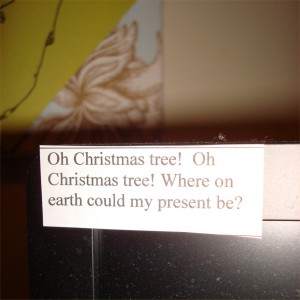 Oh Christmas tree!  Oh
Christmas tree! Where on
earth could my present be?